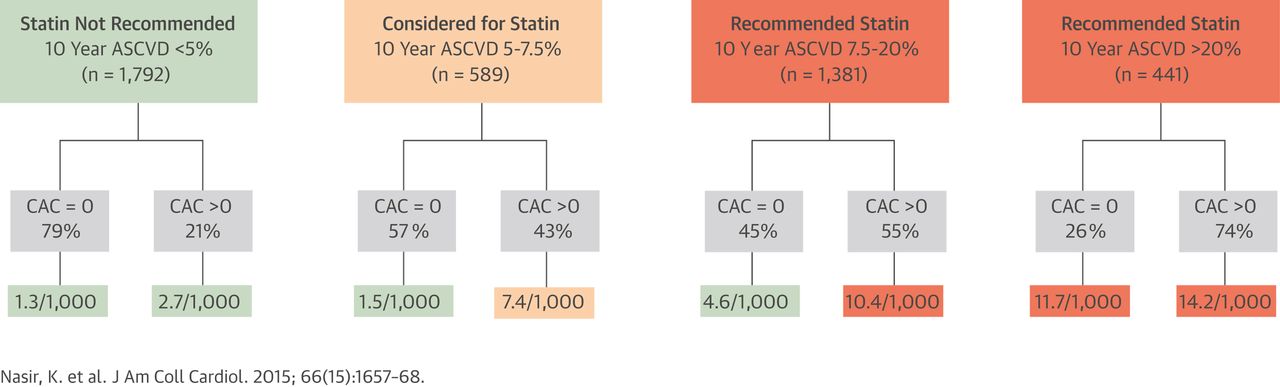 Statin Not Recommended
10 Year ASCVD <5%
(n = 1,792)
Considered for Statin
10 Year ASCVD 5-7.5%
(n = 589)
Recommended Statin
10 Year ASCVD 7.5-20%
(n = 1,381)
Recommended Statin
10 Year ASCVD >20%
(n = 441)
CAC = 0
79%
CAC >0
21%
CAC = 0
57 %
CAC >0
43%
CAC = 0
45%
CAC >0
55%
CAC = 0
26%
CAC >0
74%
1.3/1,000
2.7/1,000
1.5/1,000
7.4/1,000
4.6/1,000
10.4/1,000
11.7/1,000
14.2/1,000
Nasir, K. et al. J Am Coll Cardiol. 2015; 66(15):1657–68.